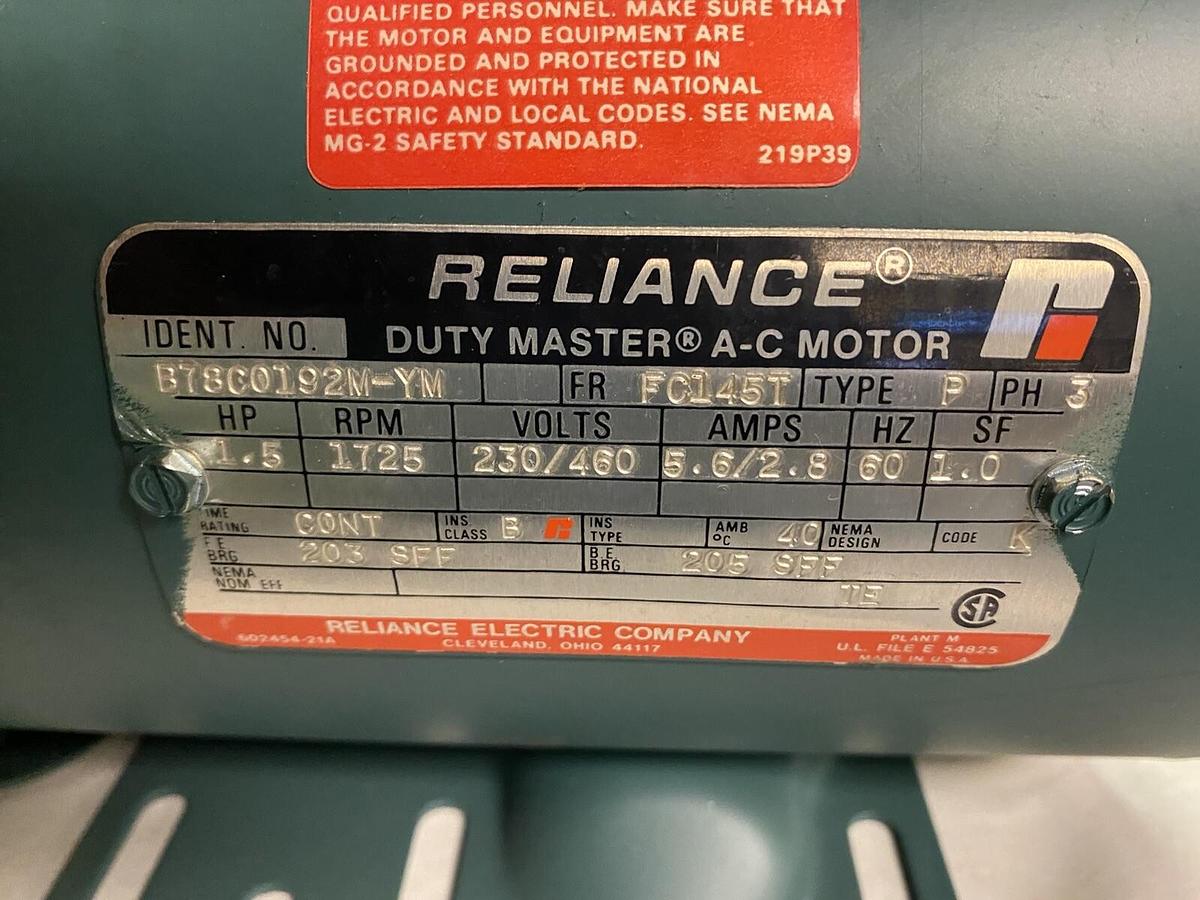 QUALIFIED PERSONNEL. MAKE SURE THAT
THE MOTOR AND EQUIPMENT ARE
GROUNDED AND PROTECTED IN
ACCORDANCE WITH THE NATIONAL
ELECTRIC AND LOCAL CODES. SEE NEMA
MG-2 SAFETY STANDARD.
219P39
RELIANCE®
IDENT. NO. DUTY MASTER® A-C MOTOR
B78C0192M-YM FR FC145T TYPE P PH 3
HP RPM VOLTS AMPS HZ SF
1.5 1725 230/460 5.6/2.8 60 1.0
RATING CONT INS CLASS B INS TYPE AMB °C 40 NEMA DESIGN CODE K
BRG 203 SFF B.E. BRG 205 SFF
NEMA NOM EFF TE
SA
RELIANCE ELECTRIC COMPANY
CLEVELAND, OHIO 44117
602454-21A
PLANT M
U.L. FILE E 54825
MADE IN U.S.A.